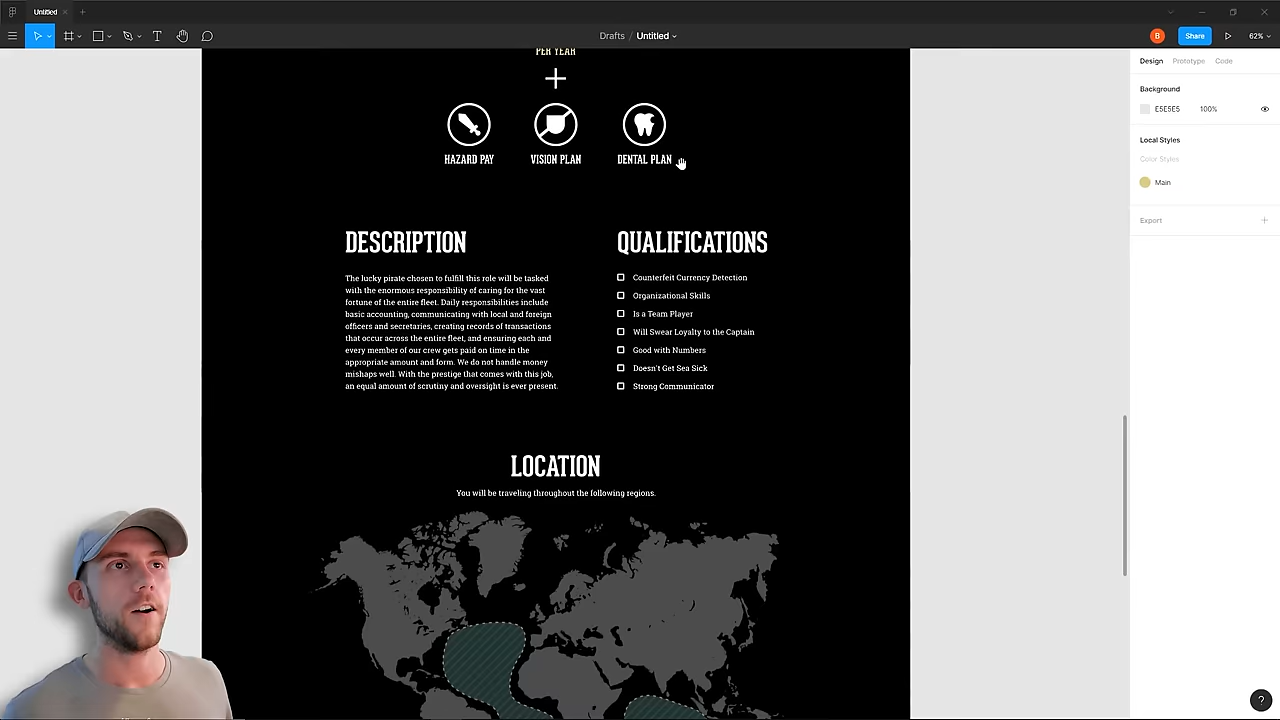 Untitled
Drafts / Untitled
B
Share
62%
Design Prototype Code
Background
E5E5E5 100%
Local Styles
Color Styles
Main
Export
PER YEAR
HAZARD PAY
VISION PLAN
DENTAL PLAN
DESCRIPTION
The lucky pirate chosen to fulfill this role will be tasked
with the enormous responsibility of caring for the vast
fortune of the entire fleet. Daily responsibilities include
basic accounting, communicating with local and foreign
officers and secretaries, creating records of transactions
that occur across the entire fleet, and ensuring each and
every member of our crew gets paid on time in the
appropriate amount and form. We do not handle money
mishaps well. With the prestige that comes with this job,
an equal amount of scrutiny and oversight is ever present.
QUALIFICATIONS
Counterfeit Currency Detection
Organizational Skills
Is a Team Player
Will Swear Loyalty to the Captain
Good with Numbers
Doesn't Get Sea Sick
Strong Communicator
LOCATION
You will be traveling throughout the following regions.
?